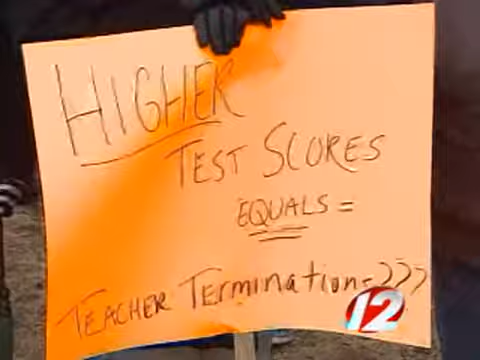 HIGHER
TEST SCORES
EQUALS =
TEACHER TERmination = ???
12